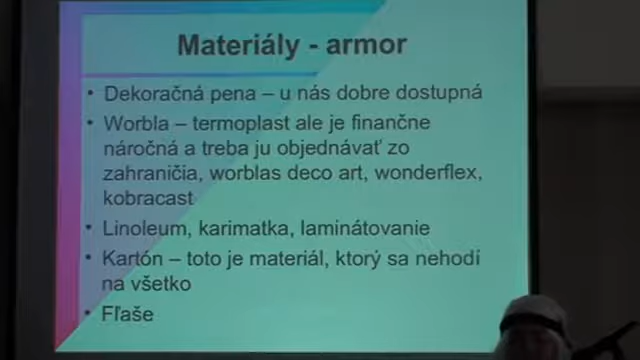 Materiály - armor
• Dekoračná pena – u nás dobre dostupná
• Worbla – termoplast ale je finančne
náročná a treba ju objednávať zo
zahraničia, worblas deco art, wonderflex,
kobracast
• Linoleum, karimatka, laminátovanie
• Kartón – toto je materiál, ktorý sa nehodí
na všetko
• Fľaše